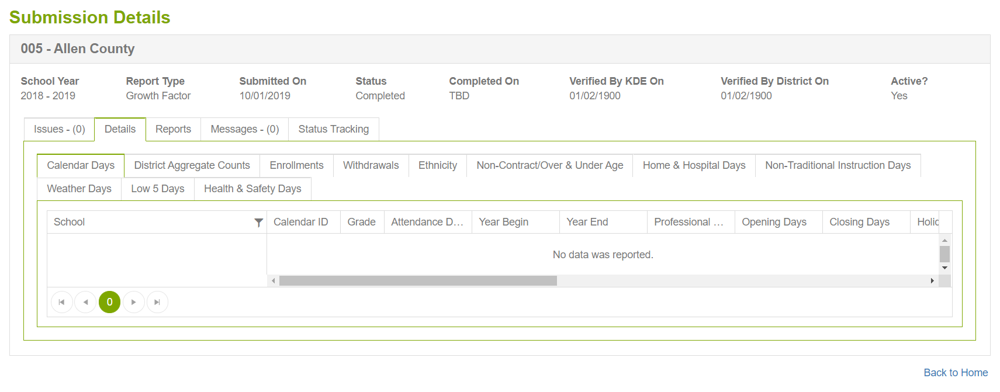 Submission Details
005 - Allen County
School Year Report Type Submitted On Status Completed On Verified By KDE On Verified By District On Active?
2018 - 2019 Growth Factor 10/01/2019 Completed TBD 01/02/1900 01/02/1900 Yes
Issues - (0) Details Reports Messages - (0) Status Tracking
Calendar Days District Aggregate Counts Enrollments Withdrawals Ethnicity Non-Contract/Over & Under Age Home & Hospital Days Non-Traditional Instruction Days
Weather Days Low 5 Days Health & Safety Days
School Calendar ID Grade Attendance D... Year Begin Year End Professional ... Opening Days Closing Days Holid
No data was reported.
0
Back to Home